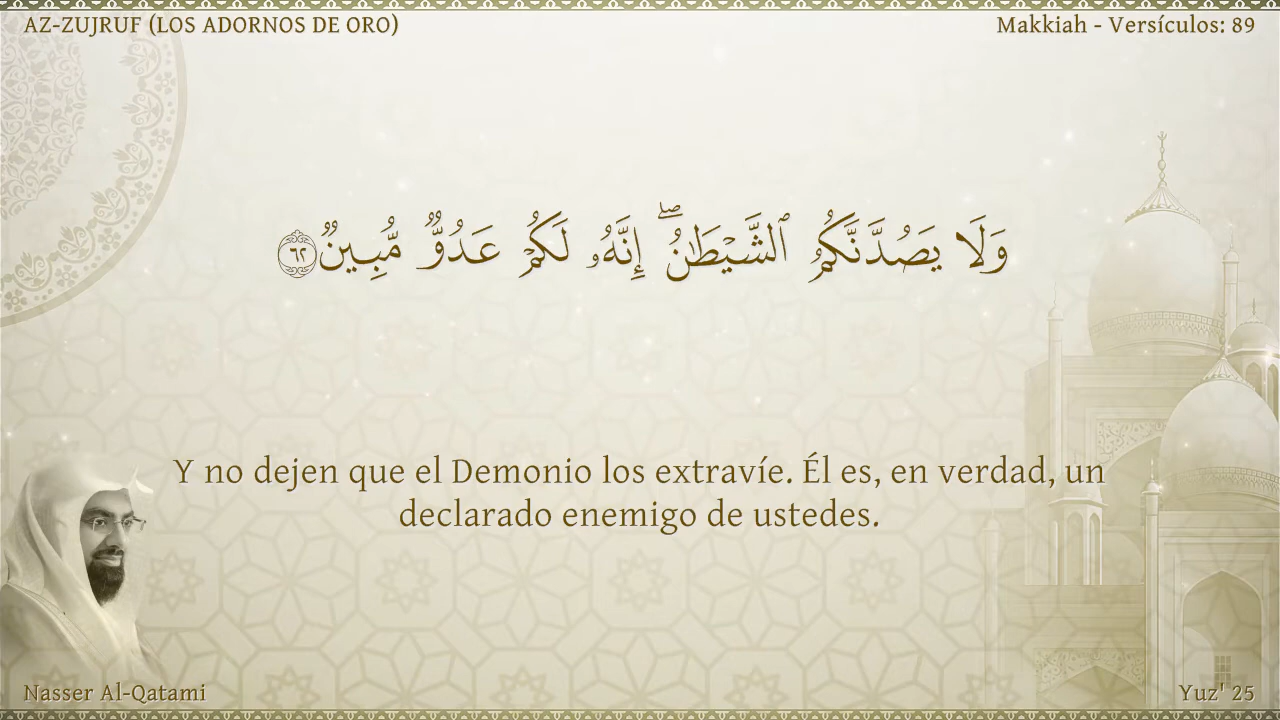 AZ-ZUJRUF (LOS ADORNOS DE ORO)
Makkiah - Versículos: 89
وَلَا يَصُدَّنَّكُمُ ٱلشَّيْطَٰنُ ۖ إِنَّهُۥ لَكُمْ عَدُوٌّ مُّبِينٌ ٦٢
Y no dejen que el Demonio los extravíe. Él es, en verdad, un
declarado enemigo de ustedes.
Nasser Al-Qatami
Yuz' 25